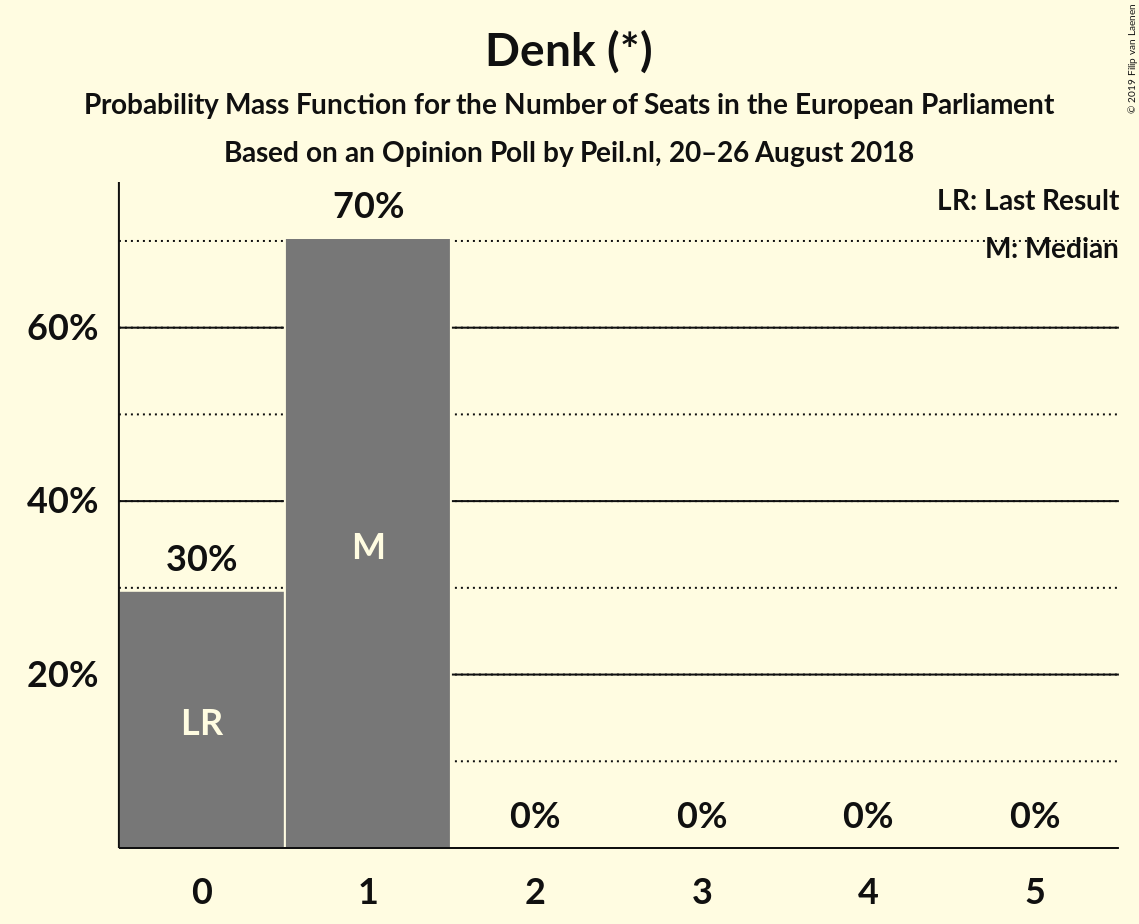 Denk (*)
Probability Mass Function for the Number of Seats in the European Parliament
Based on an Opinion Poll by Peil.nl, 20–26 August 2018
© 2019 Filip van Laenen
LR: Last Result
M: Median
70%
60%
40%
30%
20%
M
LR
0% 0% 0% 0%
0 1 2 3 4 5